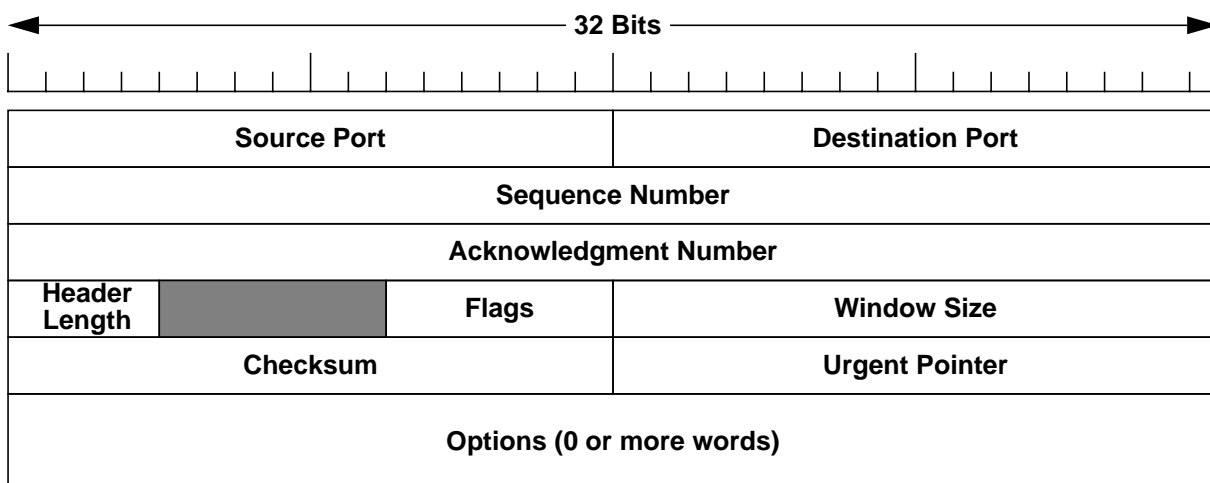 32 Bits
Source Port Destination Port
Sequence Number
Acknowledgment Number
Header
Length Flags Window Size
Checksum Urgent Pointer
Options (0 or more words)